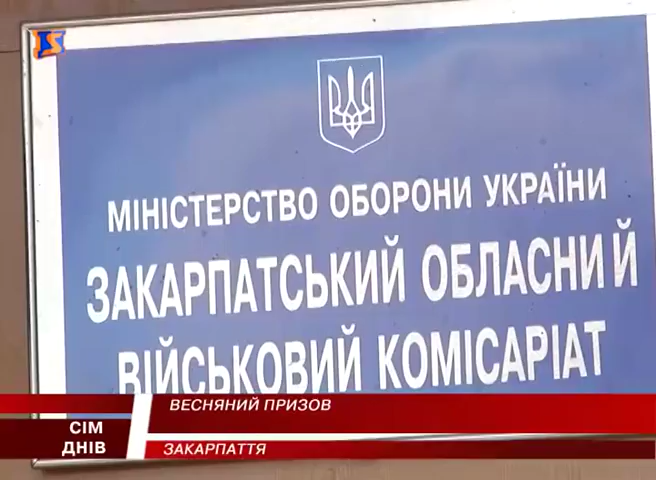 МІНІСТЕРСТВО ОБОРОНИ УКРАЇНИ
ЗАКАРПАТСЬКИЙ ОБЛАСНИЙ
ВІЙСЬКОВИЙ КОМІСАРІАТ
ВЕСНЯНИЙ ПРИЗОВ
СІМ
ДНІВ
ЗАКАРПАТТЯ